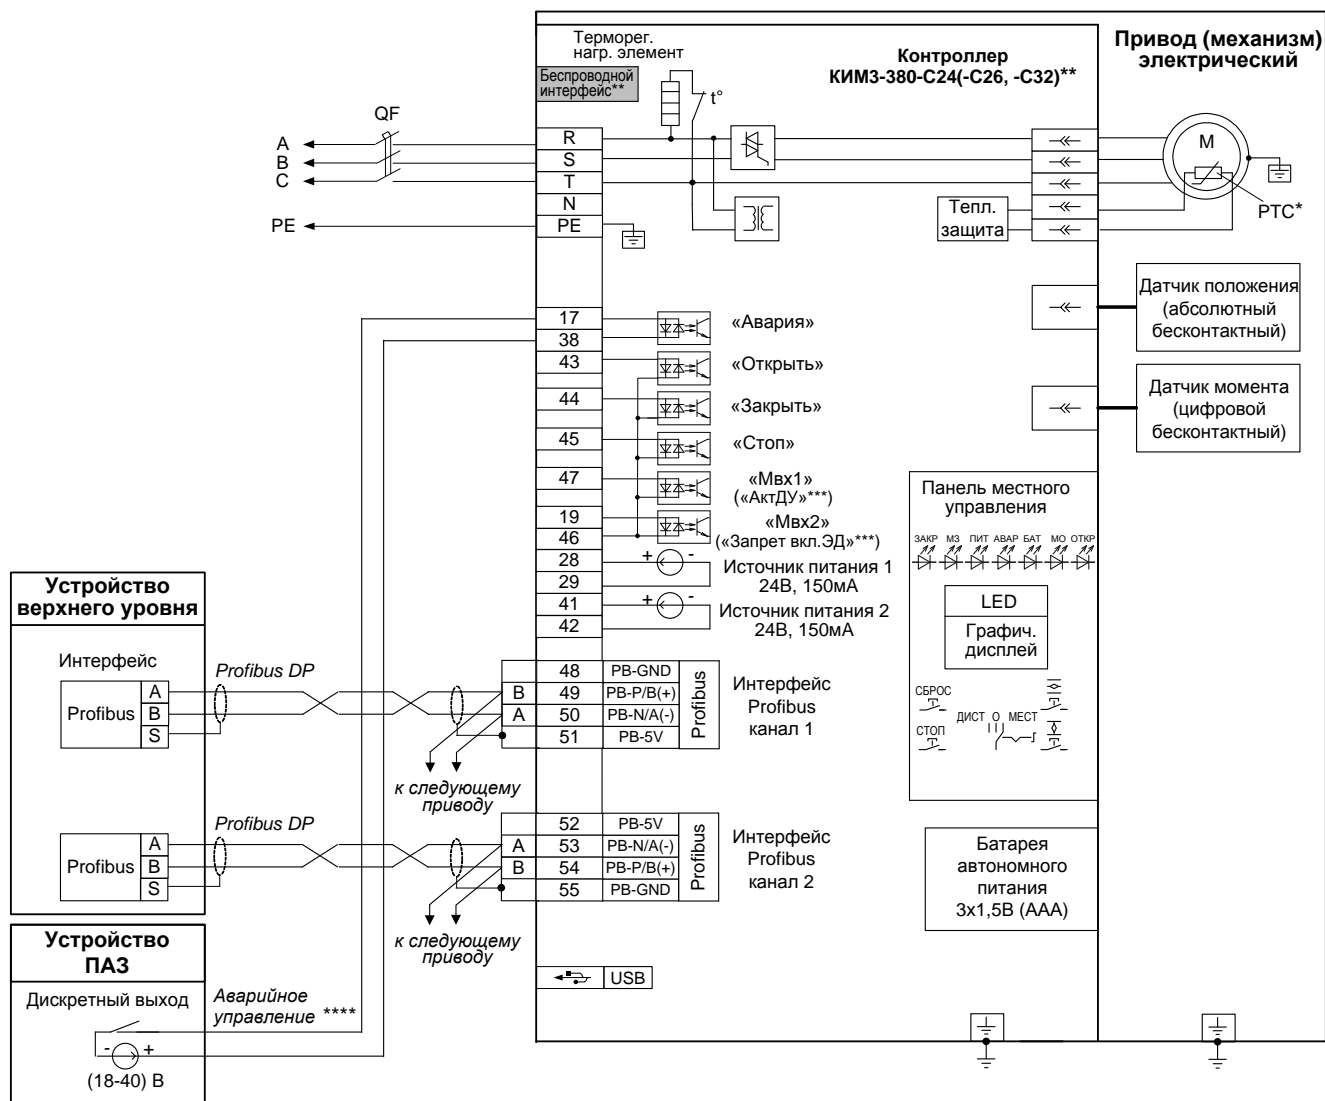 Терморег.
нагр. элемент
Беспроводной
интерфейс**
Контроллер
КИМ3-380-С24(-С26, -С32)**
Привод (механизм)
электрический
t°
QF
A
B
C
PE
R
S
T
N
PE
M
PTC*
Тепл.
защита
Датчик положения
(абсолютный
бесконтактный)
Датчик момента
(цифровой
бесконтактный)
17
38
«Авария»
43
«Открыть»
44
«Закрыть»
45
«Стоп»
47
«Мвх1»
(«АктДУ»***)
19
46
«Мвх2»
(«Запрет вкл.ЭД»***)
28
29
+ -
Источник питания 1
24В, 150мА
41
42
+ -
Источник питания 2
24В, 150мА
Панель местного
управления
ЗАКР МЗ ПИТ АВАР БАТ МО ОТКР
LED
Графич.
дисплей
СБРОС
СТОП
ДИСТ О МЕСТ
Устройство
верхнего уровня
Интерфейс
Profibus
A
B
S
Profibus DP
B
A
48 PB-GND
49 PB-P/B(+)
50 PB-N/A(-)
51 PB-5V
Profibus
Интерфейс
Profibus
канал 1
к следующему
приводу
Profibus
A
B
S
Profibus DP
A
B
52 PB-5V
53 PB-N/A(-)
54 PB-P/B(+)
55 PB-GND
Profibus
Интерфейс
Profibus
канал 2
к следующему
приводу
Батарея
автономного
питания
3х1,5В (ААА)
USB
Устройство
ПАЗ
Дискретный выход
Аварийное
управление ****
- +
(18-40) В